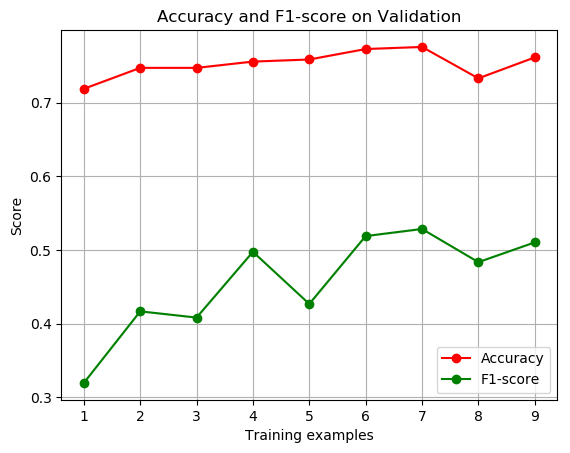 Accuracy and F1-score on Validation
Score
0.7
0.6
0.5
0.4
0.3
Accuracy
F1-score
1 2 3 4 5 6 7 8 9
Training examples